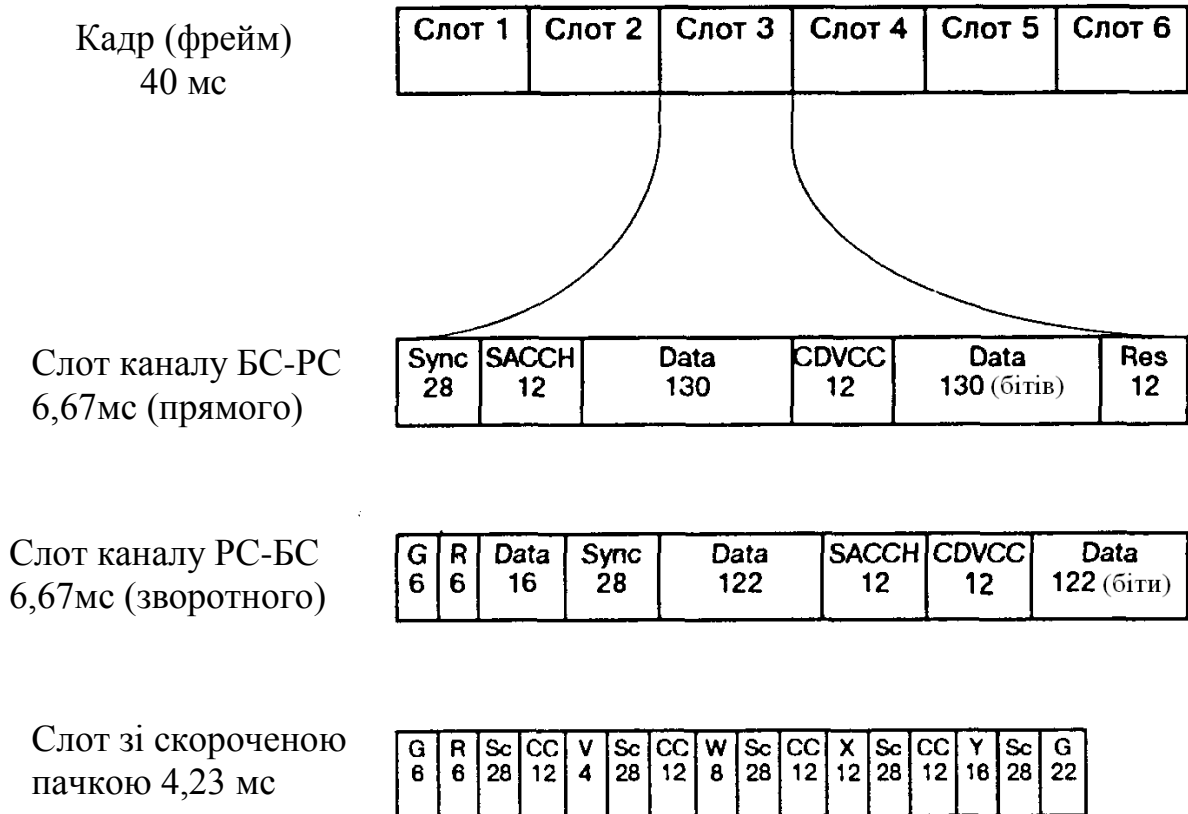 Кадр (фрейм)
40 мс
Слот 1 Слот 2 Слот 3 Слот 4 Слот 5 Слот 6
Слот каналу БС-РС
6,67мс (прямого)
Sync SACCH Data CDVCC Data Res
28 12 130 12 130 (бітів) 12
Слот каналу РС-БС
6,67мс (зворотного)
G R Data Sync Data SACCH CDVCC Data
6 6 16 28 122 12 12 122 (біти)
Слот зі скороченою
пачкою 4,23 мс
G R Sc CC V Sc CC W Sc CC X Sc CC Y Sc G
6 6 28 12 4 28 12 8 28 12 12 28 12 16 28 22